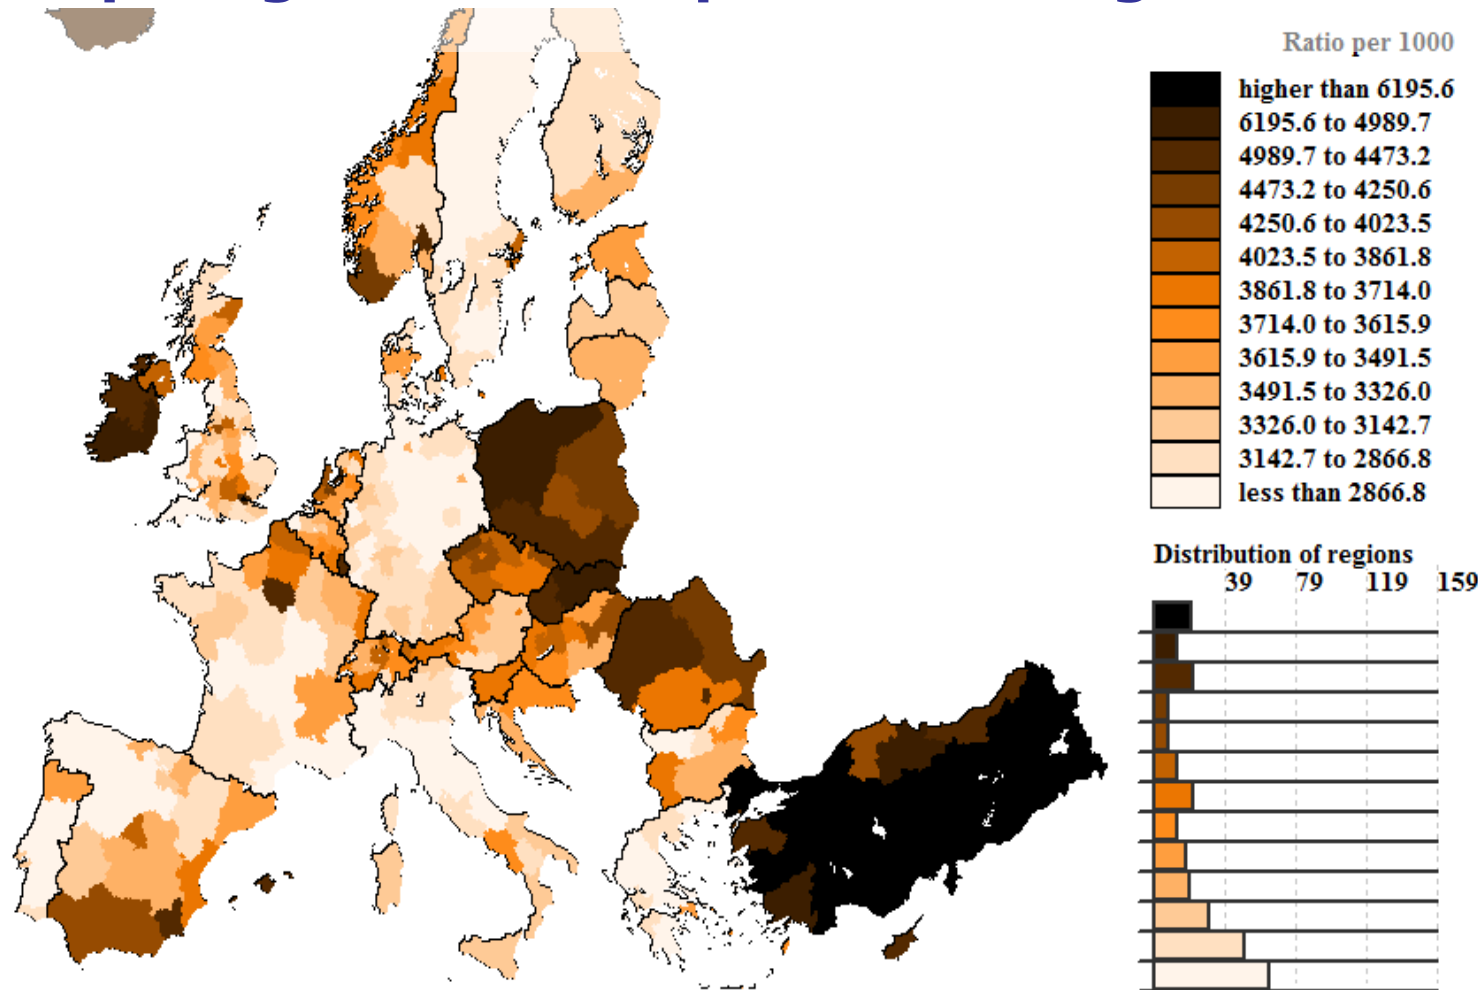 Ratio per 1000
higher than 6195.6
6195.6 to 4989.7
4989.7 to 4473.2
4473.2 to 4250.6
4250.6 to 4023.5
4023.5 to 3861.8
3861.8 to 3714.0
3714.0 to 3615.9
3615.9 to 3491.5
3491.5 to 3326.0
3326.0 to 3142.7
3142.7 to 2866.8
less than 2866.8
Distribution of regions
39 79 119 159